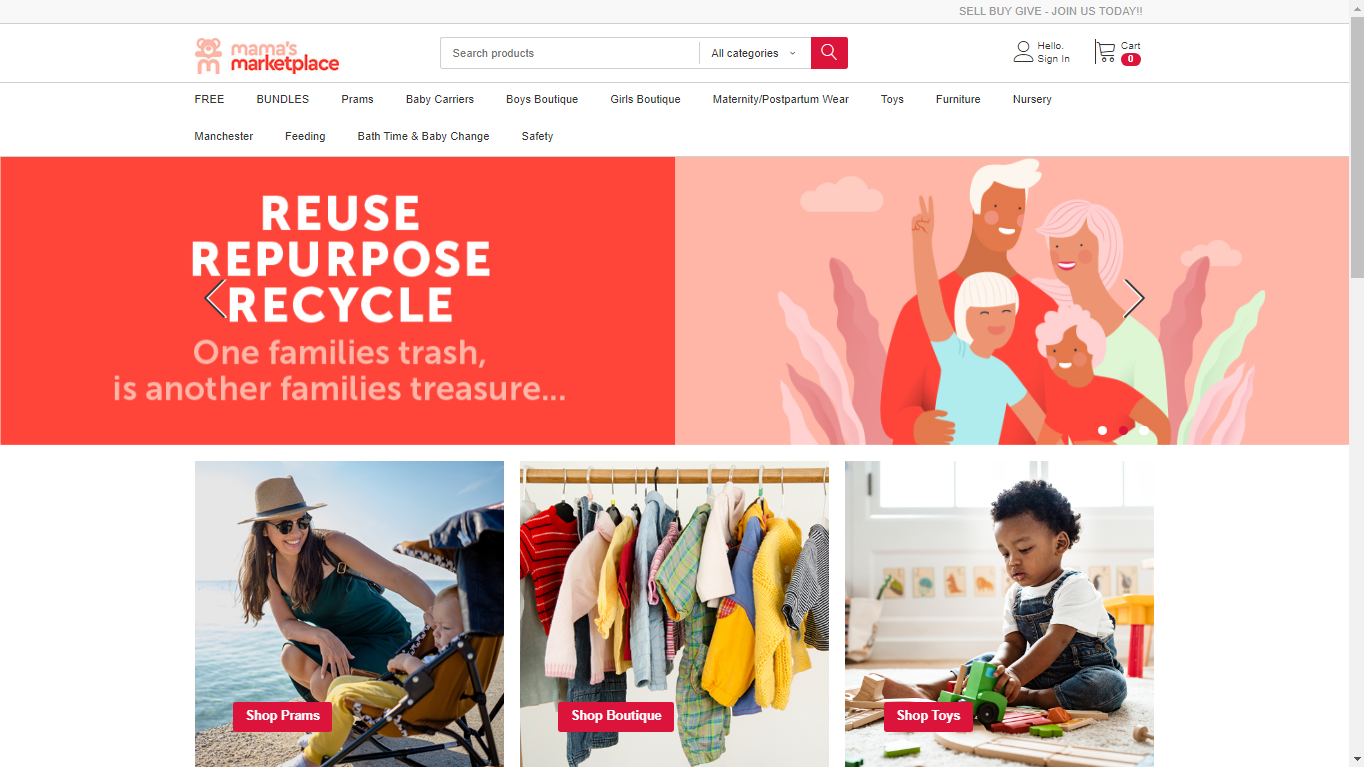 SELL BUY GIVE - JOIN US TODAY!!
mama's
marketplace
Search products
All categories
Hello.
Sign In
Cart
0
FREE BUNDLES Prams Baby Carriers Boys Boutique Girls Boutique Maternity/Postpartum Wear Toys Furniture Nursery
Manchester Feeding Bath Time & Baby Change Safety
REUSE
REPURPOSE
RECYCLE
One families trash,
is another families treasure...
Shop Prams
Shop Boutique
Shop Toys